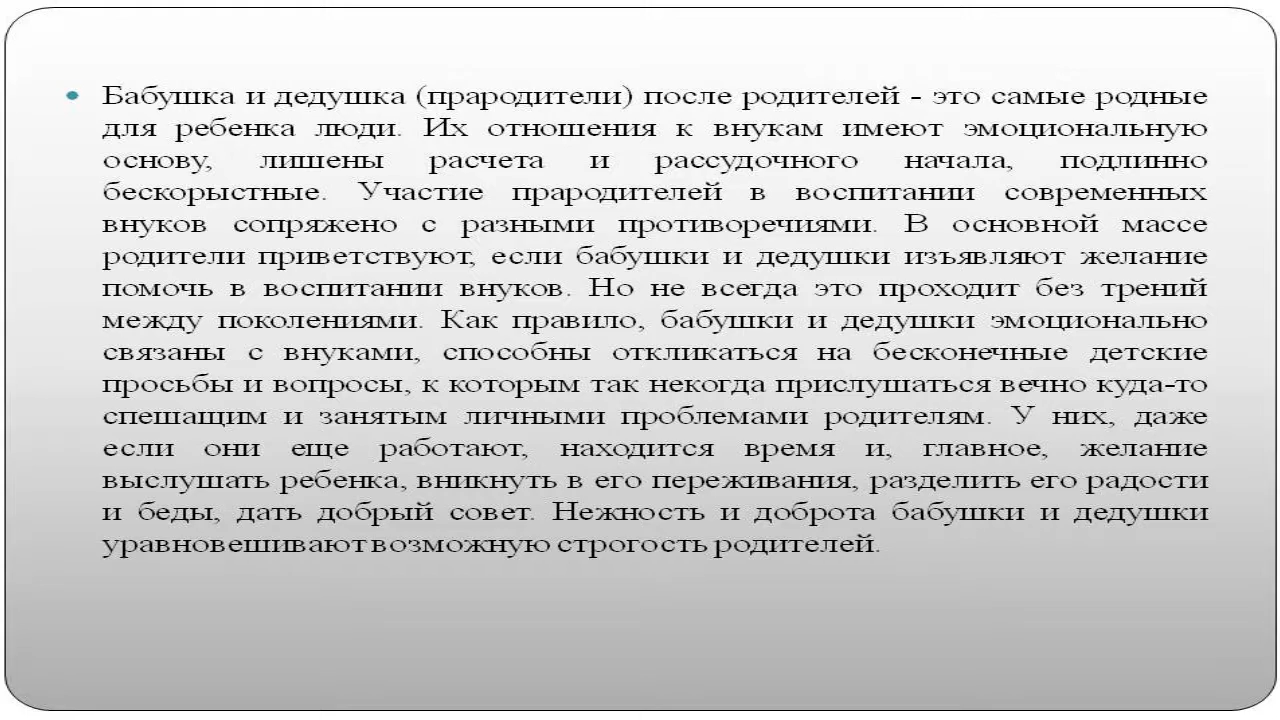 • Бабушка и дедушка (прародители) после родителей - это самые родные
для ребенка люди. Их отношения к внукам имеют эмоциональную
основу, лишены расчета и рассудочного начала, подлинно
бескорыстные. Участие прародителей в воспитании современных
внуков сопряжено с разными противоречиями. В основной массе
родители приветствуют, если бабушки и дедушки изъявляют желание
помочь в воспитании внуков. Но не всегда это проходит без трений
между поколениями. Как правило, бабушки и дедушки эмоционально
связаны с внуками, способны откликаться на бесконечные детские
просьбы и вопросы, к которым так некогда прислушаться вечно куда-то
спешащим и занятым личными проблемами родителям. У них, даже
если они еще работают, находится время и, главное, желание
выслушать ребенка, вникнуть в его переживания, разделить его радости
и беды, дать добрый совет. Нежность и доброта бабушки и дедушки
уравновешивают возможную строгость родителей.